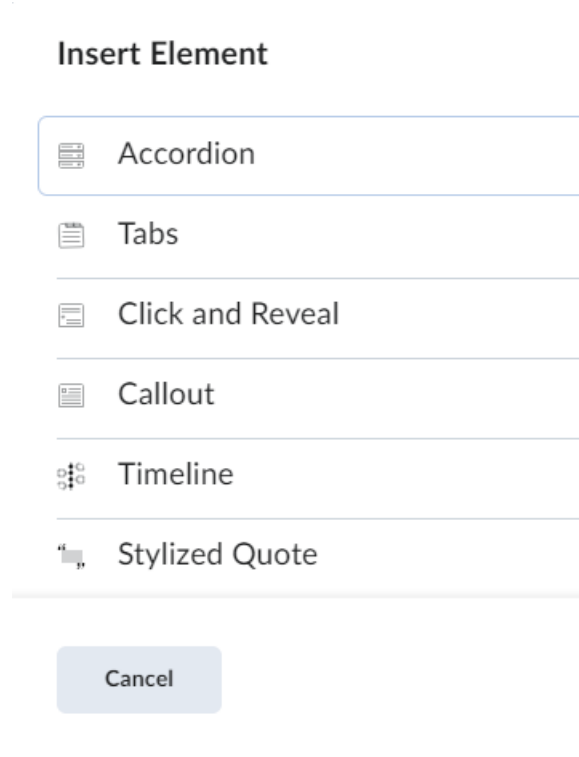 Insert Element
Accordion
Tabs
Click and Reveal
Callout
Timeline
Stylized Quote
Cancel